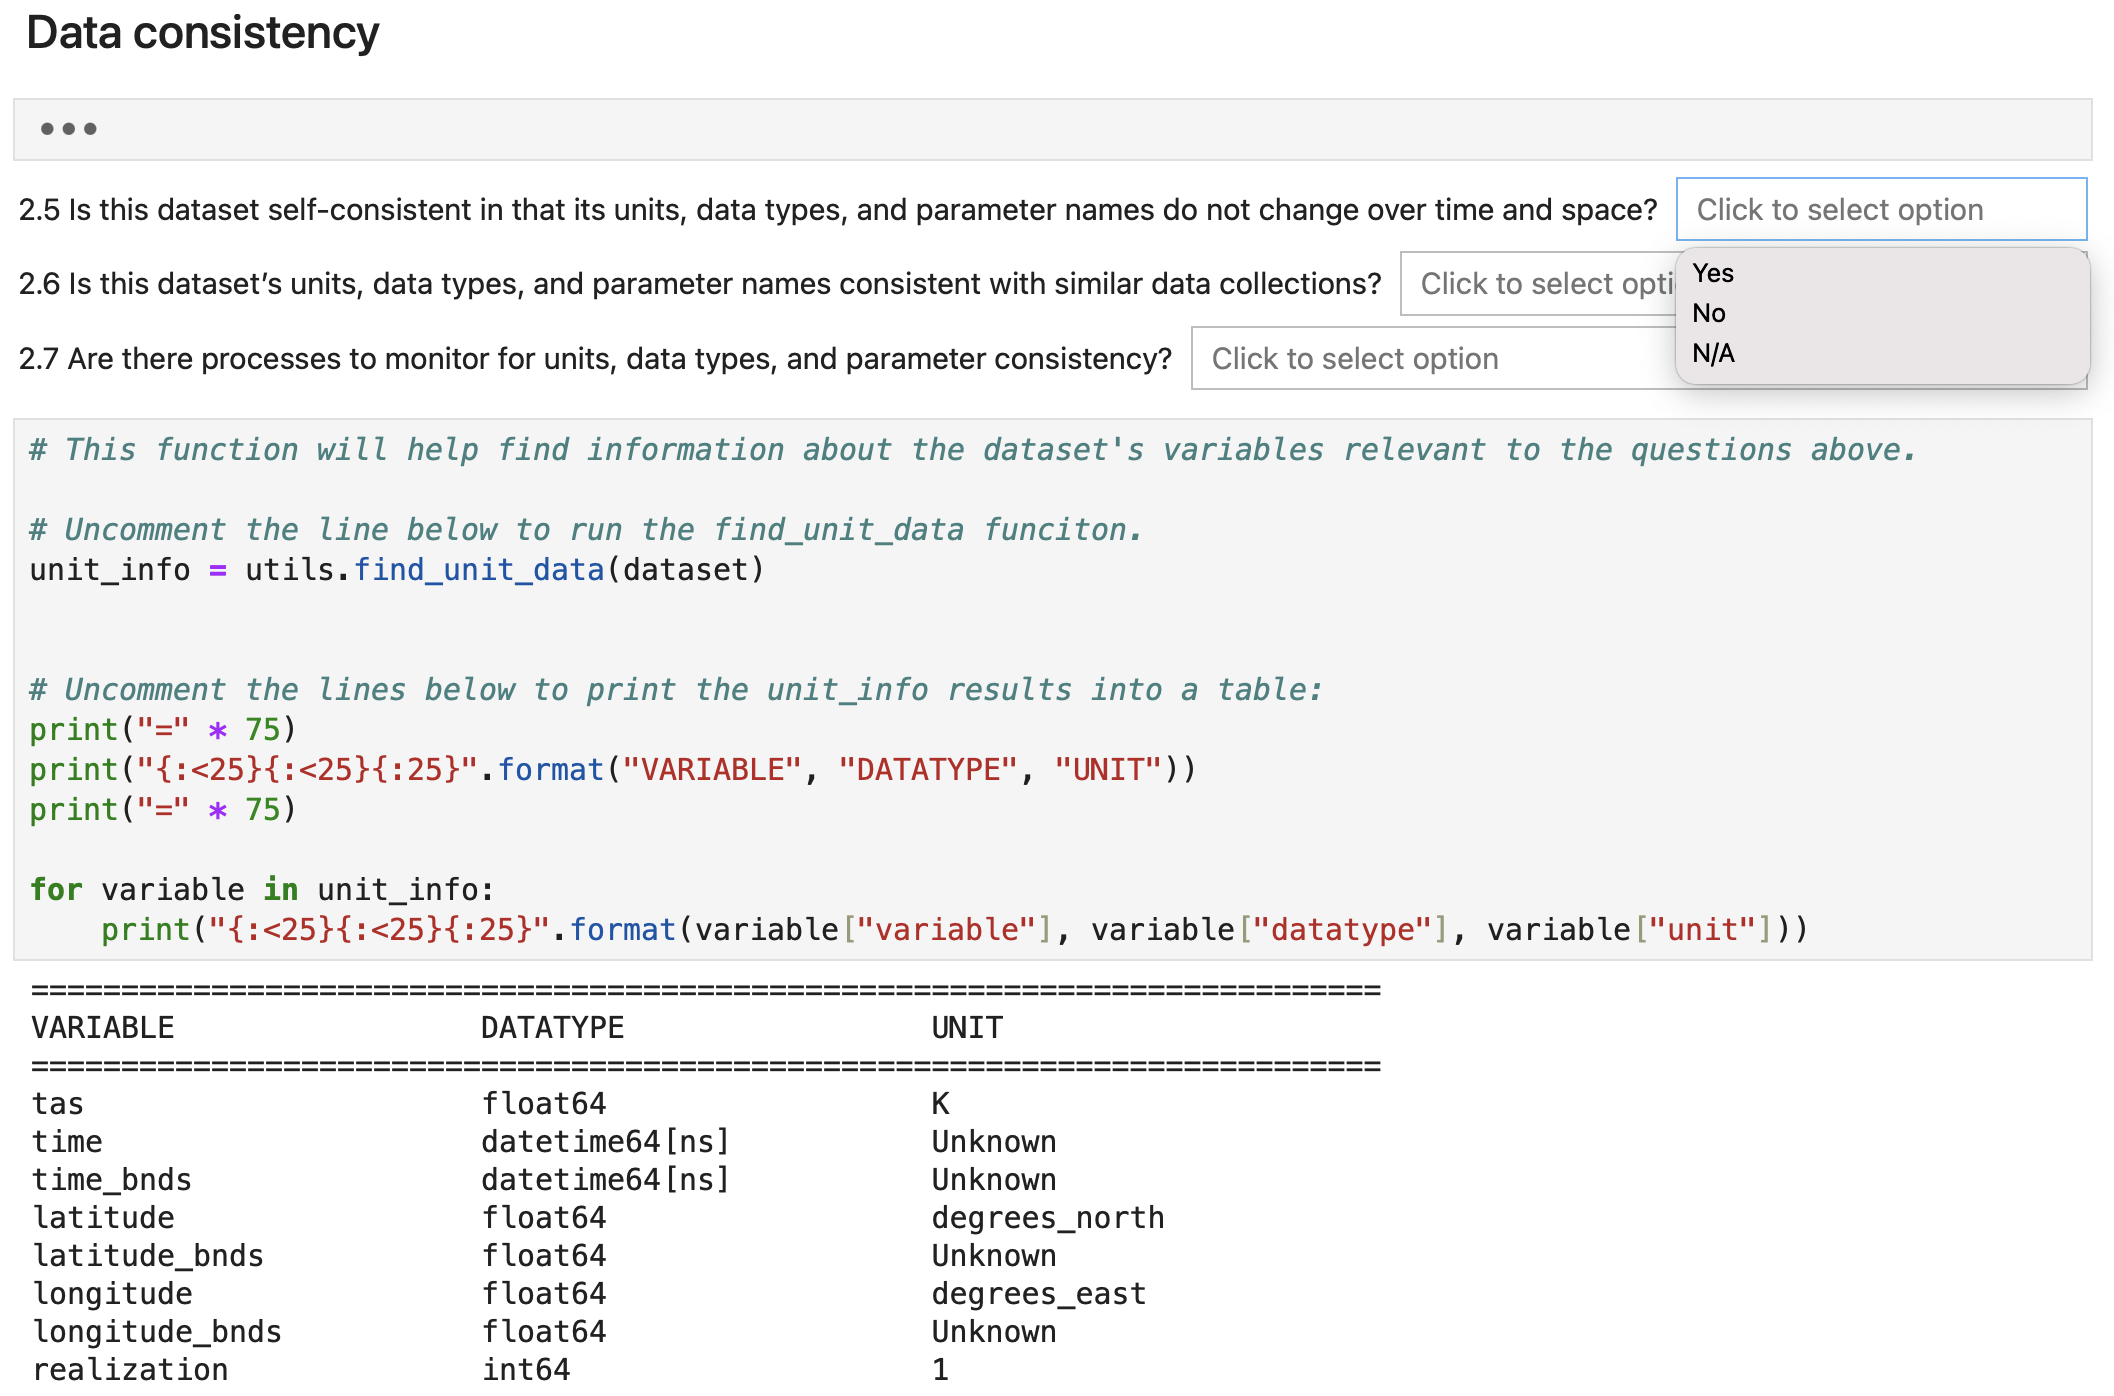 Data consistency
•••
2.5 Is this dataset self-consistent in that its units, data types, and parameter names do not change over time and space? Click to select option
Yes
No
N/A
2.6 Is this dataset’s units, data types, and parameter names consistent with similar data collections? Click to select opti
2.7 Are there processes to monitor for units, data types, and parameter consistency? Click to select option
# This function will help find information about the dataset's variables relevant to the questions above.
# Uncomment the line below to run the find_unit_data funciton.
unit_info = utils.find_unit_data(dataset)
# Uncomment the lines below to print the unit_info results into a table:
print("=" * 75)
print("{:<25}{:<25}{:25}".format("VARIABLE", "DATATYPE", "UNIT"))
print("=" * 75)
for variable in unit_info:
    print("{:<25}{:<25}{:25}".format(variable["variable"], variable["datatype"], variable["unit"]))
===========================================================================
VARIABLE                 DATATYPE                 UNIT
===========================================================================
tas                      float64                  K
time                     datetime64[ns]           Unknown
time_bnds                datetime64[ns]           Unknown
latitude                 float64                  degrees_north
latitude_bnds            float64                  Unknown
longitude                float64                  degrees_east
longitude_bnds           float64                  Unknown
realization              int64                    1